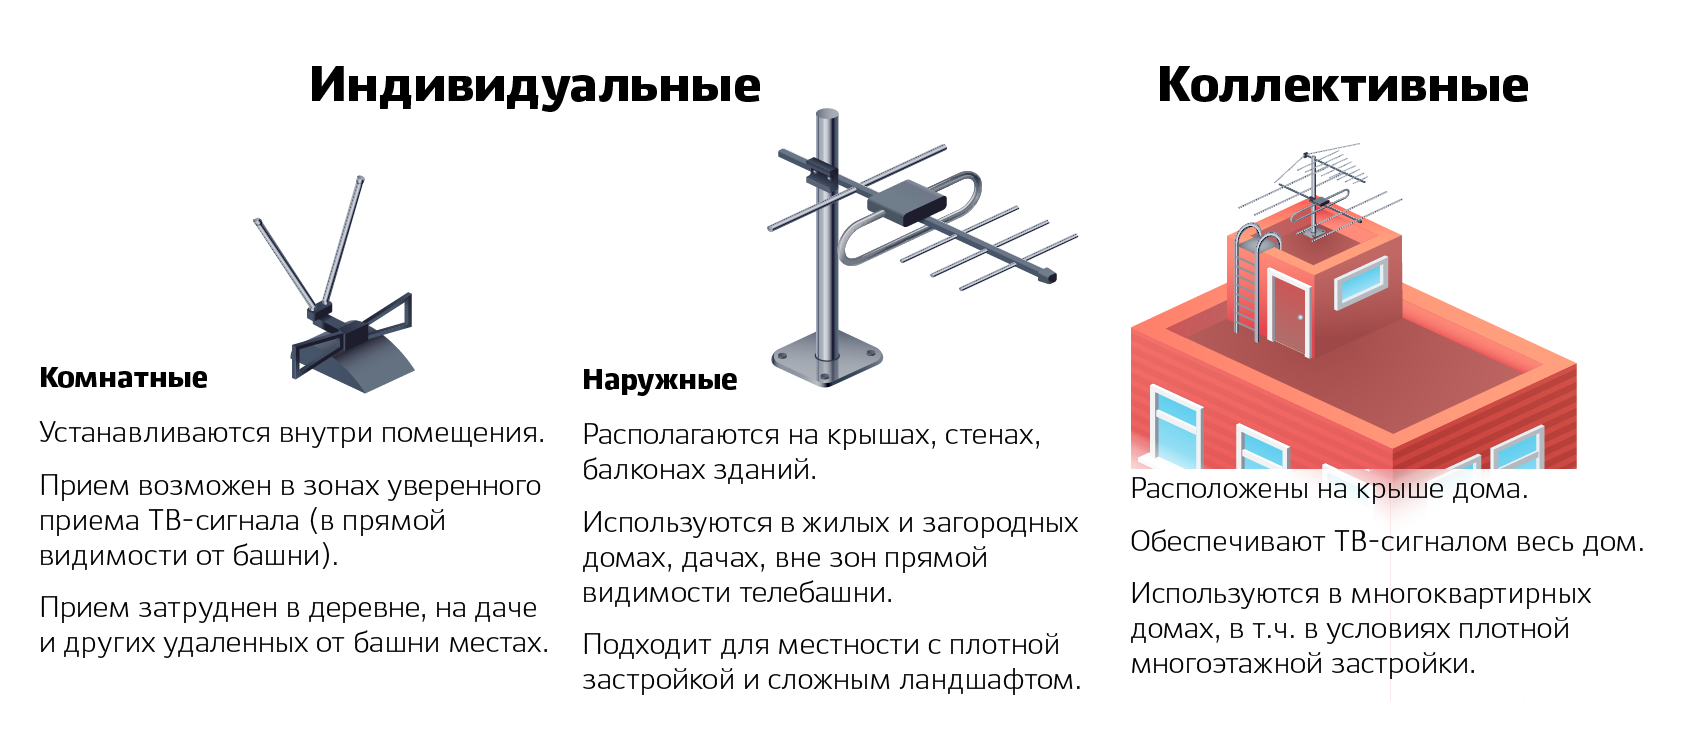 Индивидуальные
Коллективные
Комнатные
Устанавливаются внутри помещения.
Прием возможен в зонах уверенного
приема ТВ-сигнала (в прямой
видимости от башни).
Прием затруднен в деревне, на даче
и других удаленных от башни местах.
Наружные
Располагаются на крышах, стенах,
балконах зданий.
Используются в жилых и загородных
домах, дачах, вне зон прямой
видимости телебашни.
Подходит для местности с плотной
застройкой и сложным ландшафтом.
Расположены на крыше дома.
Обеспечивают ТВ-сигналом весь дом.
Используются в многоквартирных
домах, в т.ч. в условиях плотной
многоэтажной застройки.